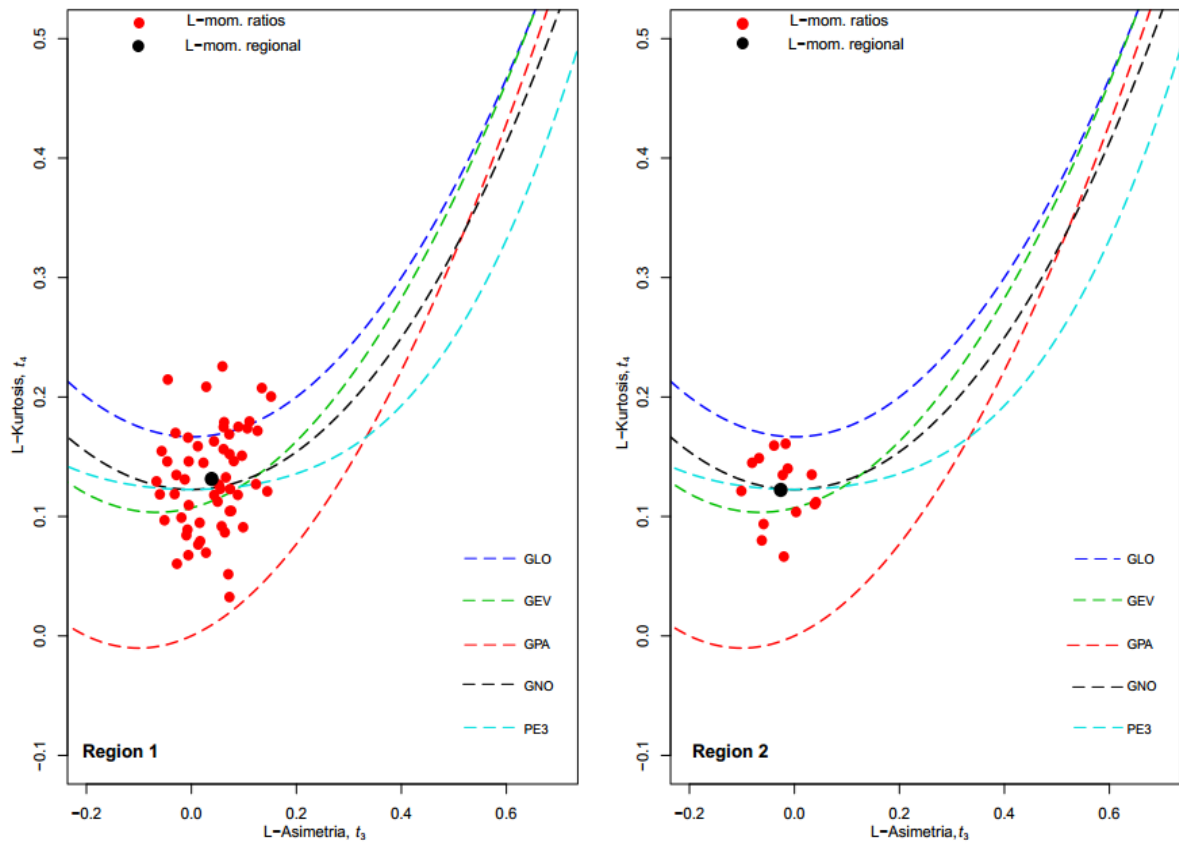 L−mom. ratios
L−mom. regional
0.5
0.4
0.3
0.2
0.1
0.0
−0.1
L−Kurtosis, t₄
GLO
GEV
GPA
GNO
PE3
Region 1
−0.2
0.0
0.2
0.4
0.6
L−Asimetria, t₃
L−mom. ratios
L−mom. regional
0.5
0.4
0.3
0.2
0.1
0.0
−0.1
L−Kurtosis, t₄
GLO
GEV
GPA
GNO
PE3
Region 2
−0.2
0.0
0.2
0.4
0.6
L−Asimetria, t₃